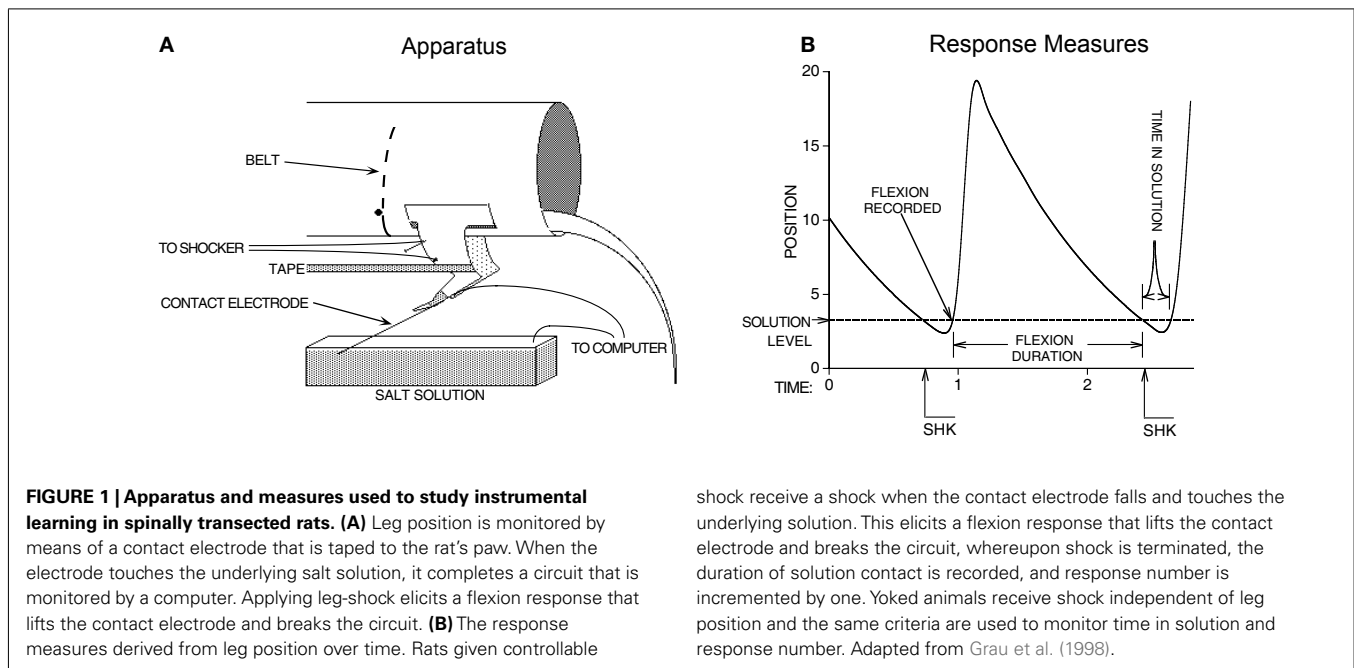 A
Apparatus
BELT
TO SHOCKER
TAPE
CONTACT ELECTRODE
TO COMPUTER
SALT SOLUTION
B
Response Measures
20
15
10
5
0
POSITION
FLEXION
RECORDED
TIME IN SOLUTION
SOLUTION
LEVEL
FLEXION
DURATION
TIME:
0
1
2
SHK
SHK
FIGURE 1 | Apparatus and measures used to study instrumental
learning in spinally transected rats. (A) Leg position is monitored by
means of a contact electrode that is taped to the rat's paw. When the
electrode touches the underlying salt solution, it completes a circuit that is
monitored by a computer. Applying leg-shock elicits a flexion response that
lifts the contact electrode and breaks the circuit. (B) The response
measures derived from leg position over time. Rats given controllable
shock receive a shock when the contact electrode falls and touches the
underlying solution. This elicits a flexion response that lifts the contact
electrode and breaks the circuit, whereupon shock is terminated, the
duration of solution contact is recorded, and response number is
incremented by one. Yoked animals receive shock independent of leg
position and the same criteria are used to monitor time in solution and
response number. Adapted from Grau et al. (1998).